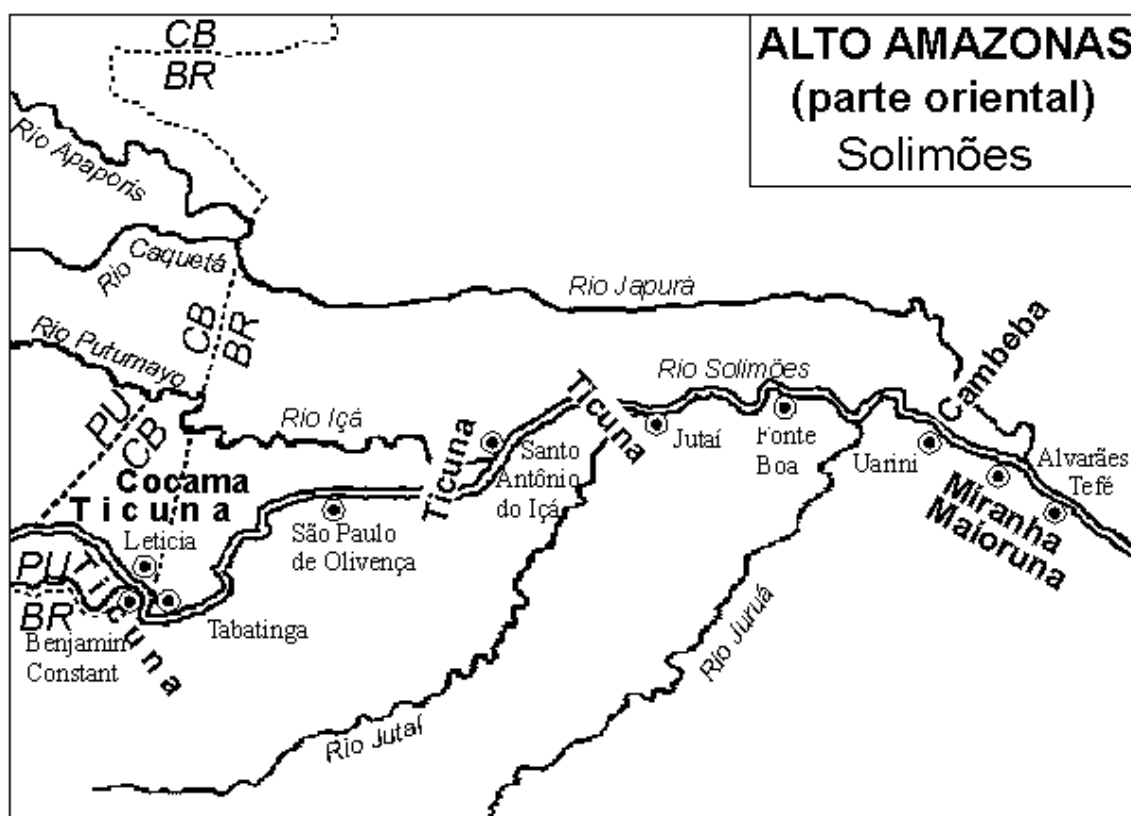 ALTO AMAZONAS
(parte oriental)
Solimões
CB
BR
Rio Apaporis
Rio Caquetá
Rio Japurá
CB
BR
Rio Putumayo
Rio Solimões
Cambeba
PU
CB
Rio Içá
Ticuna
Ticuna
Santo
Antônio
do Içá
Jutaí
Fonte
Boa
Uarini
Alvarães
Tefé
Miranha
Maioruna
Cocama
Ticuna
Leticia
São Paulo
de Olivença
PU
BR
Ticuna
Tabatinga
Benjamin
Constant
Rio Jutaí
Rio Juruá